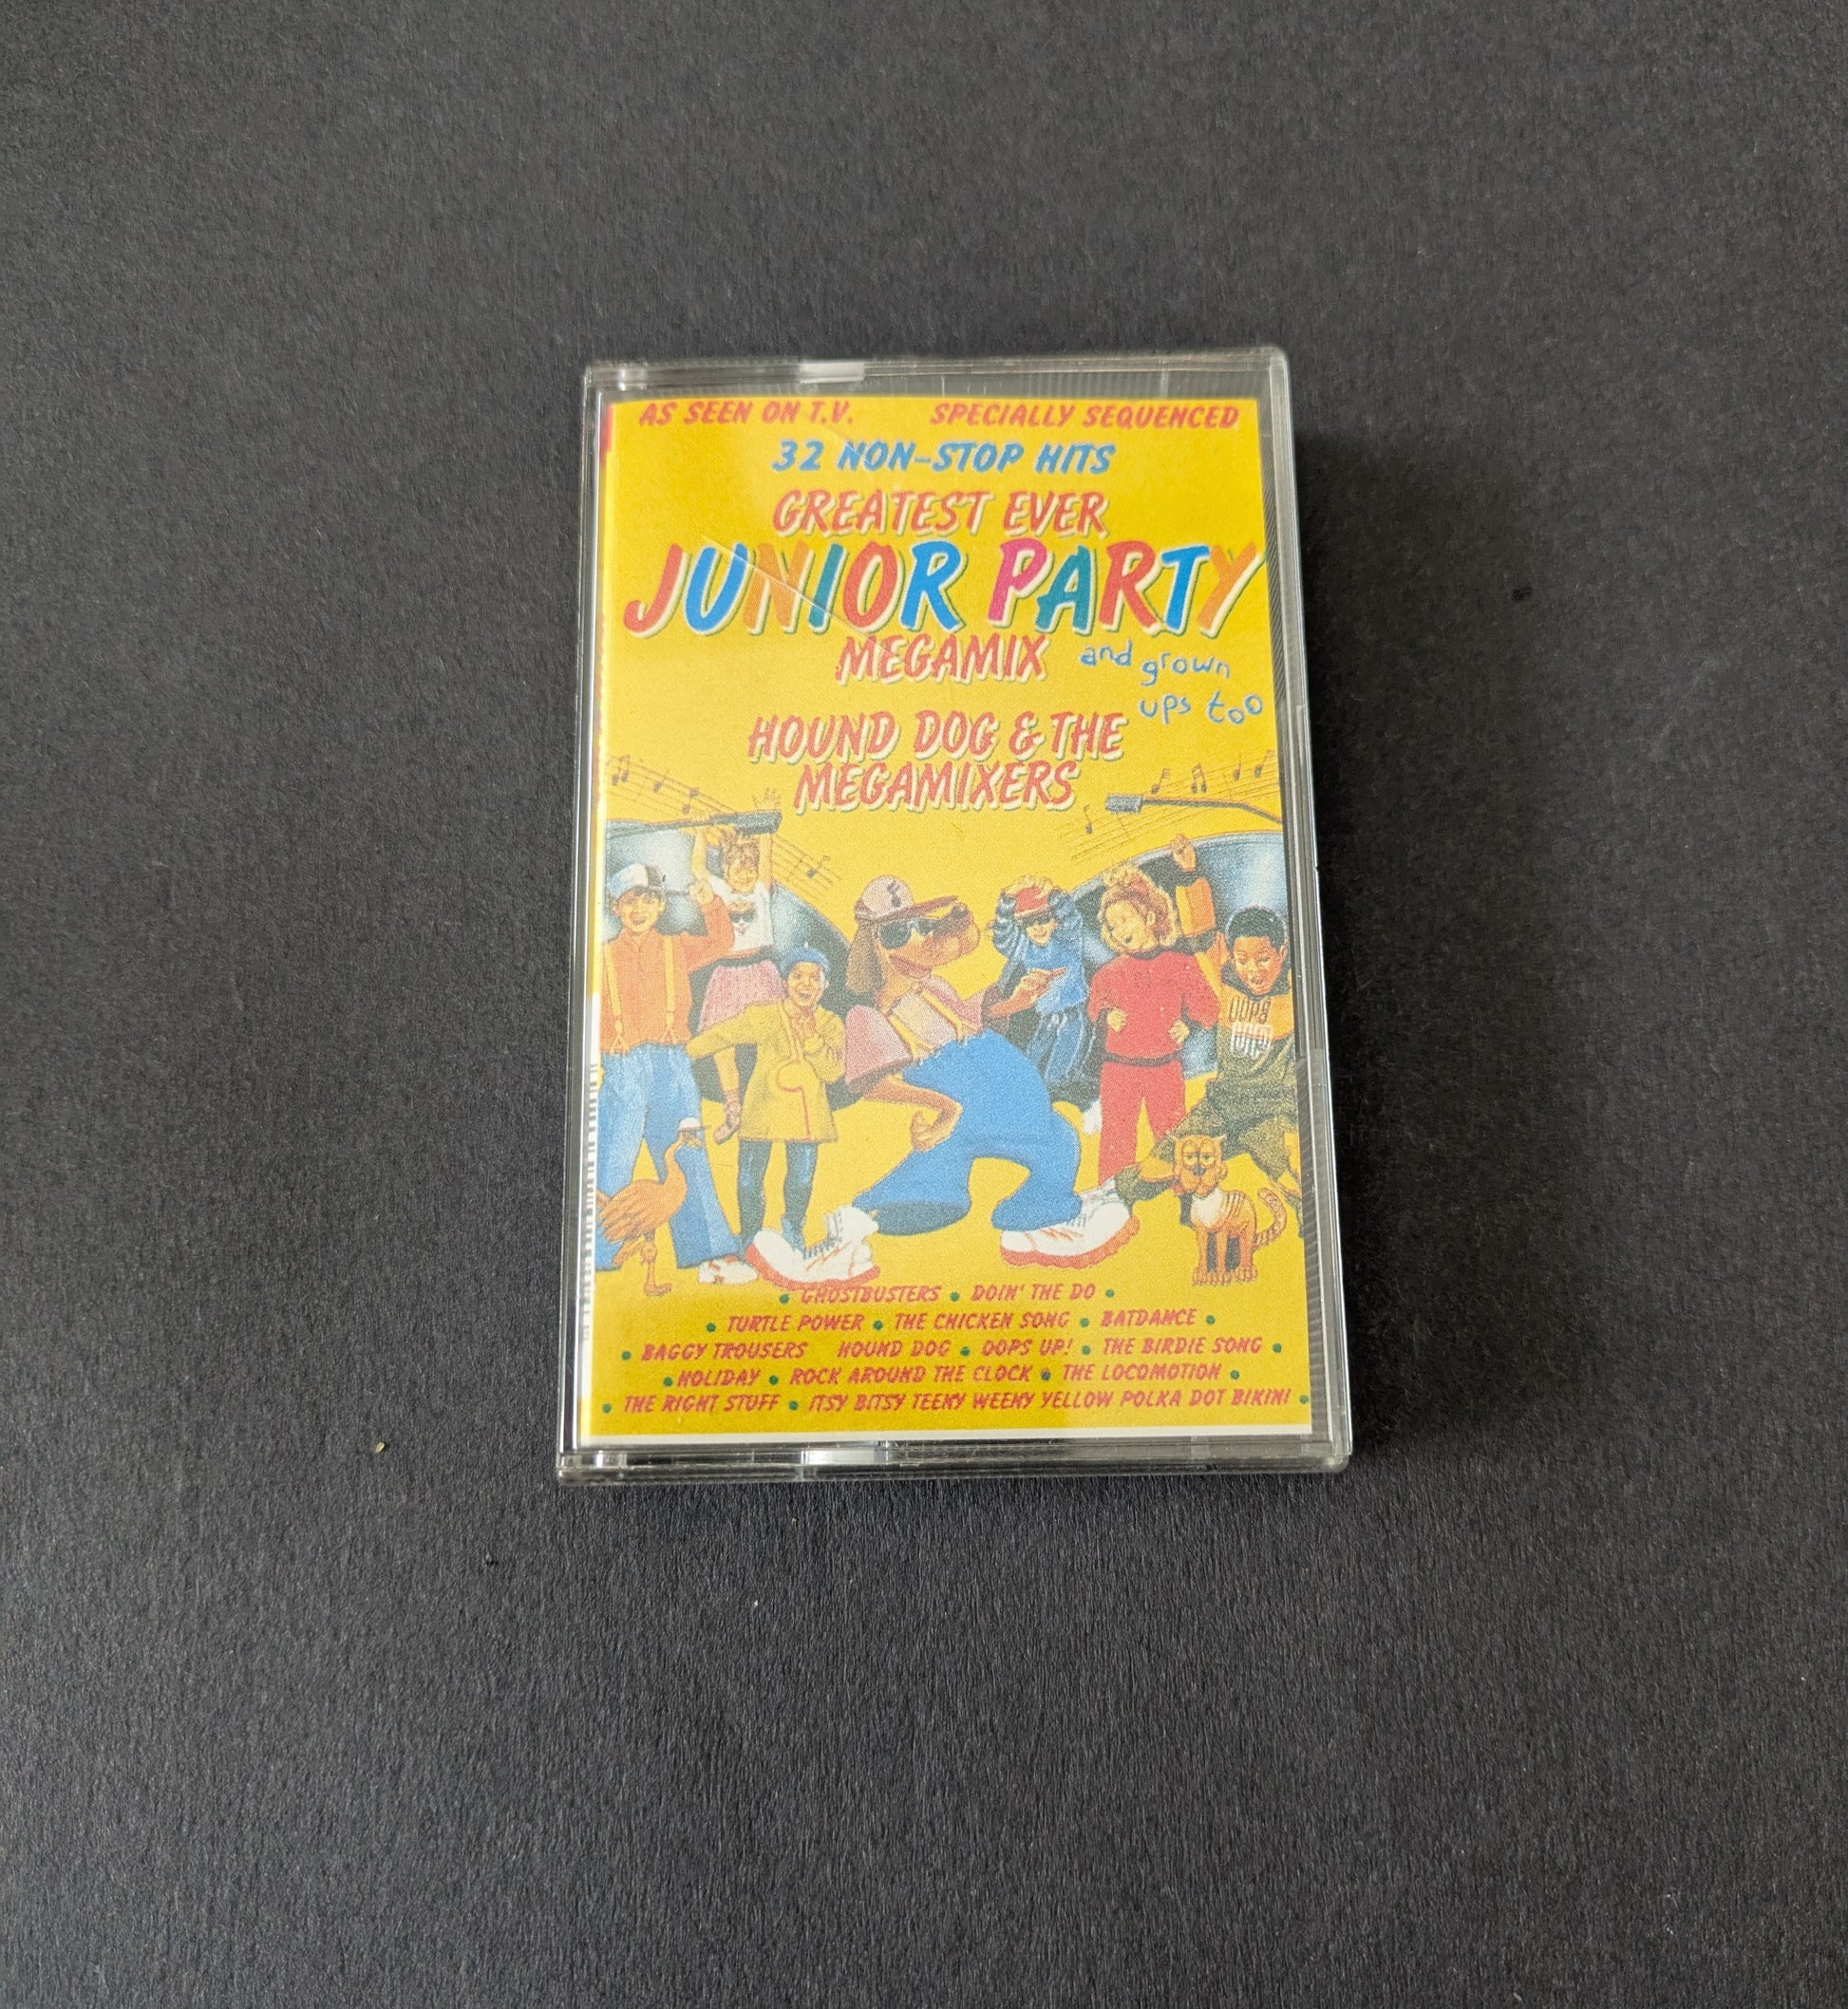 AS SEEN ON T.V. SPECIALLY SEQUENCED
32 NON-STOP HITS
GREATEST EVER
JUNIOR PARTY
MEGAMIX and grown
ups too
HOUND DOG & THE
MEGAMIXERS
OOPS
UP
• GHOSTBUSTERS • DOIN' THE DO •
• TURTLE POWER • THE CHICKEN SONG • BATDANCE •
• BAGGY TROUSERS HOUND DOG • OOPS UP! • THE BIRDIE SONG •
• HOLIDAY • ROCK AROUND THE CLOCK • THE LOCOMOTION •
• THE RIGHT STUFF • ITSY BITSY TEENY WEENY YELLOW POLKA DOT BIKINI •